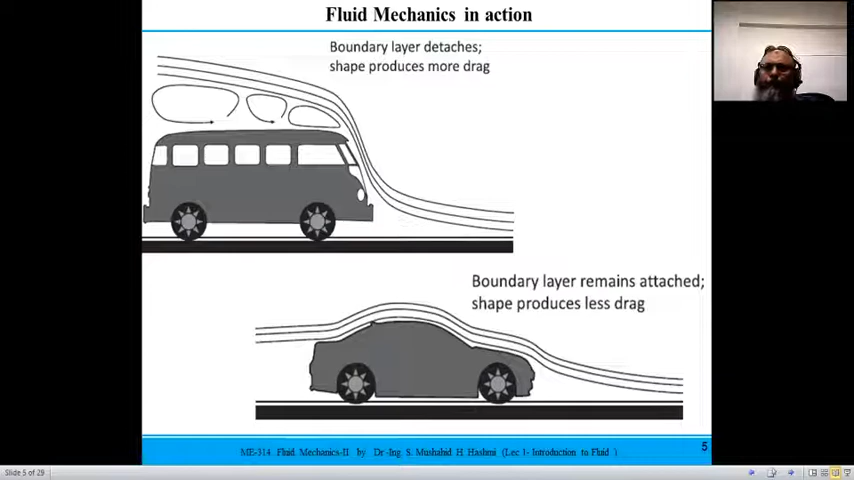 Fluid Mechanics in action
Boundary layer detaches;
shape produces more drag
Boundary layer remains attached;
shape produces less drag
ME-314 Fluid Mechanics-II by Dr-Ing. S. Mushahid H. Hashmi (Lec 1- Introduction to Fluid )
5
Slide 5 of 29